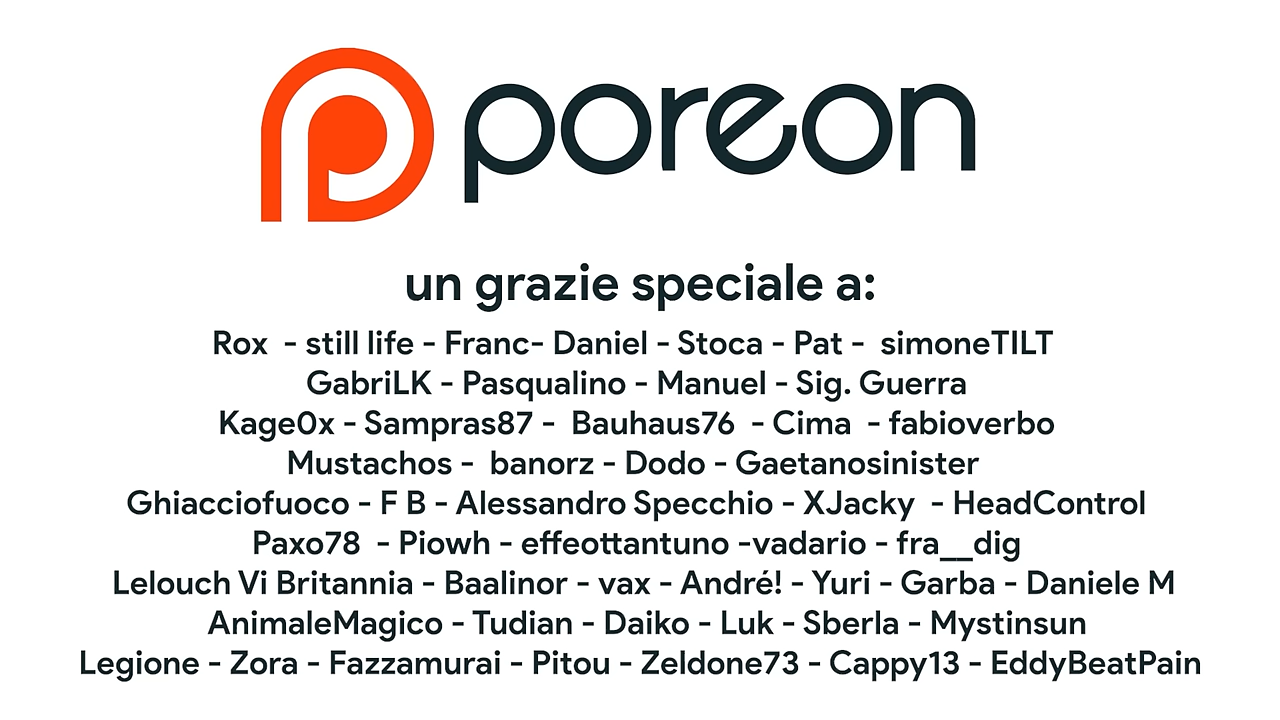 poreon
un grazie speciale a:
Rox - still life - Franc- Daniel - Stoca - Pat - simoneTILT
GabriLK - Pasqualino - Manuel - Sig. Guerra
Kage0x - Sampras87 - Bauhaus76 - Cima - fabioverbo
Mustachos - banorz - Dodo - Gaetanosinister
Ghiacciofuoco - F B - Alessandro Specchio - XJacky - HeadControl
Paxo78 - Piowh - effeottantuno -vadario - fra__dig
Lelouch Vi Britannia - Baalinor - vax - André! - Yuri - Garba - Daniele M
AnimaleMagico - Tudian - Daiko - Luk - Sberla - Mystinsun
Legione - Zora - Fazzamurai - Pitou - Zeldone73 - Cappy13 - EddyBeatPain